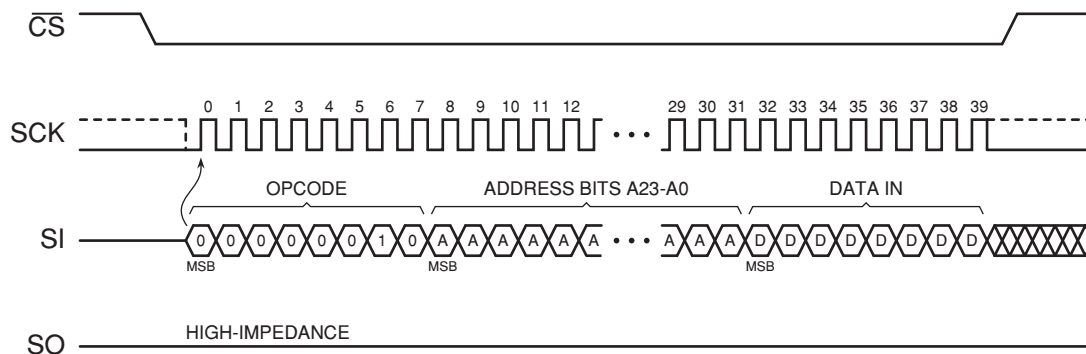 CS
0 1 2 3 4 5 6 7 8 9 10 11 12 29 30 31 32 33 34 35 36 37 38 39
SCK
OPCODE ADDRESS BITS A23-A0 DATA IN
SI 0 0 0 0 0 0 1 0 A A A A A A A A A D D D D D D D D
MSB MSB MSB
HIGH-IMPEDANCE
SO